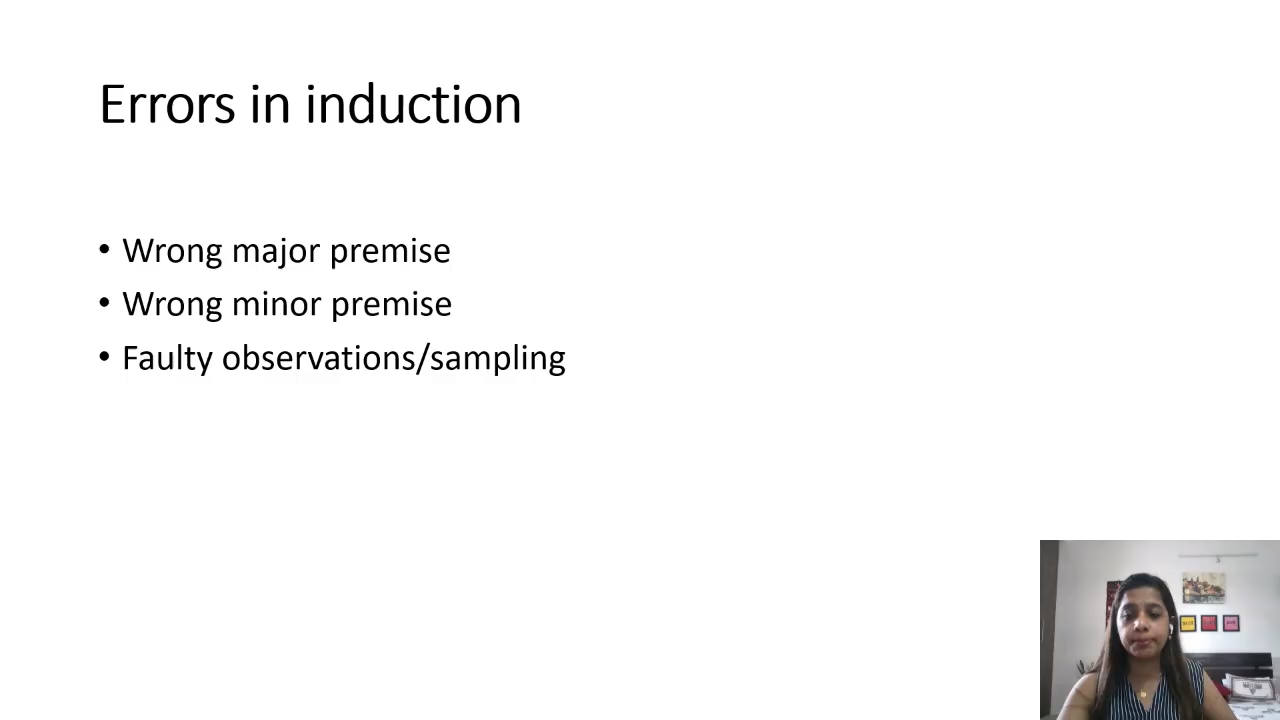 Errors in induction
• Wrong major premise
• Wrong minor premise
• Faulty observations/sampling